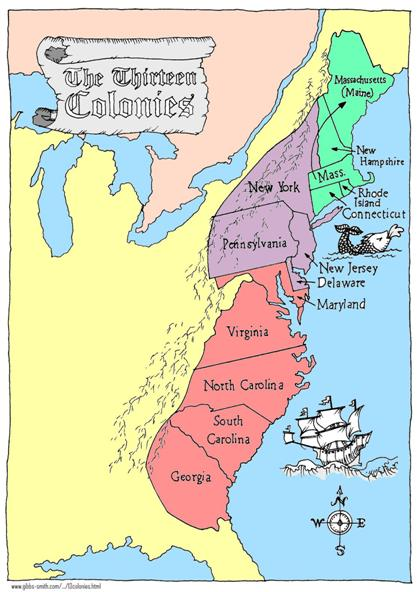 The Thirteen
Colonies
Massachusetts
(Maine)
New
Hampshire
Mass.
New York
Rhode
Island
Connecticut
Pennsylvania
New Jersey
Delaware
Maryland
Virginia
North Carolina
South
Carolina
Georgia
N
W
E
S
www.gibbs-smith.com/.../13colonies.html